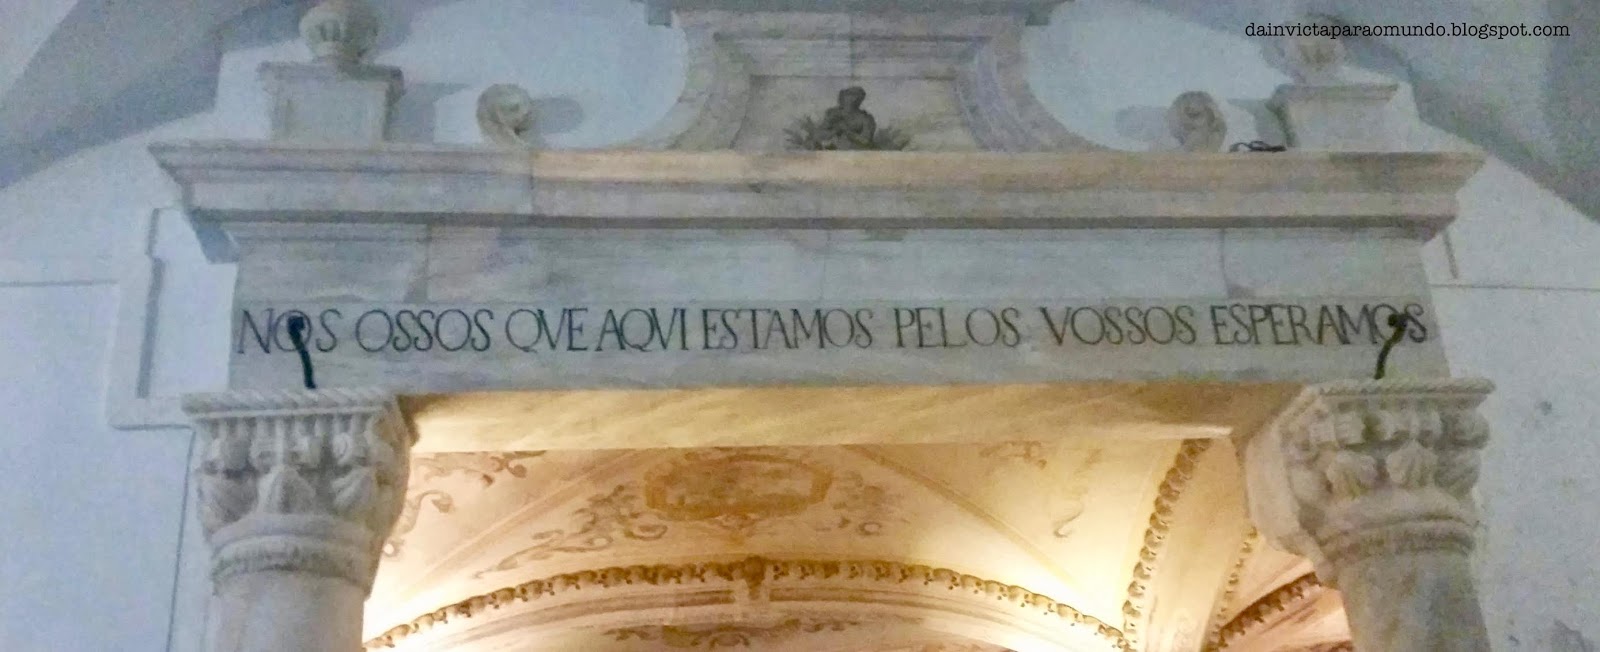 dainvictaparaomundo.blogspot.com
NOS OSSOS QVE AQVI ESTAMOS PELOS VOSSOS ESPERAMOS